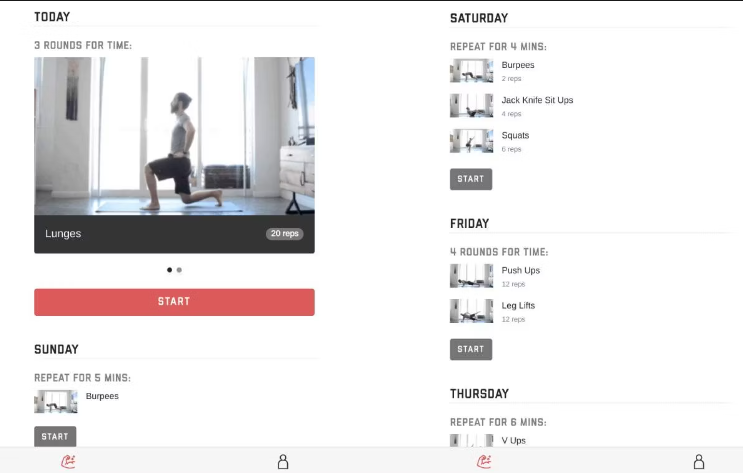 TODAY
3 ROUNDS FOR TIME:
Lunges
20 reps
START
SUNDAY
REPEAT FOR 5 MINS:
Burpees
START
SATURDAY
REPEAT FOR 4 MINS:
Burpees
2 reps
Jack Knife Sit Ups
4 reps
Squats
6 reps
START
FRIDAY
4 ROUNDS FOR TIME:
Push Ups
12 reps
Leg Lifts
12 reps
START
THURSDAY
REPEAT FOR 6 MINS:
V Ups